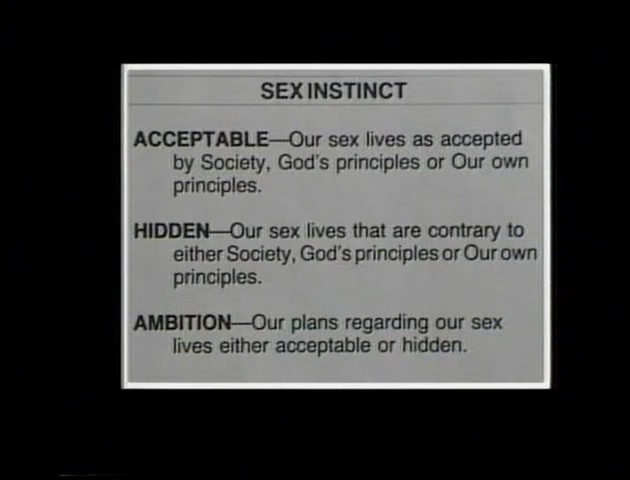 SEX INSTINCT
ACCEPTABLE—Our sex lives as accepted
by Society, God's principles or Our own
principles.
HIDDEN—Our sex lives that are contrary to
either Society, God's principles or Our own
principles.
AMBITION—Our plans regarding our sex
lives either acceptable or hidden.